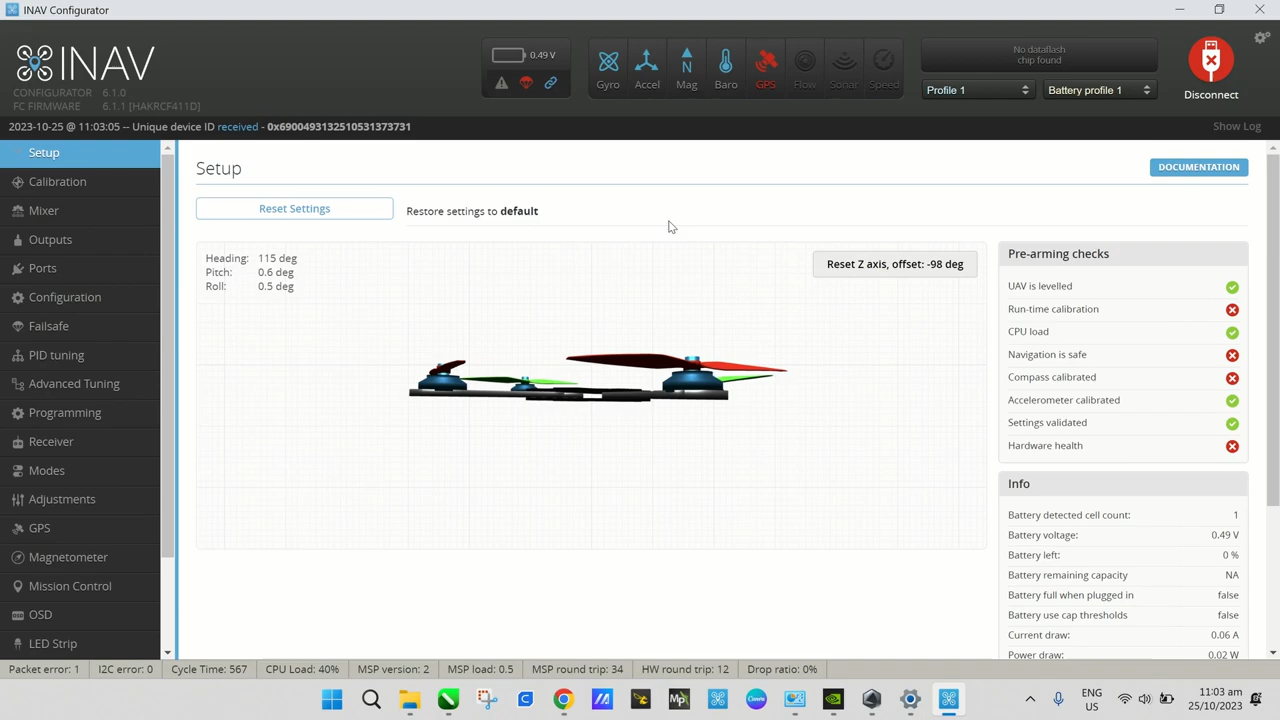 INAV Configurator
INAV
CONFIGURATOR 6.1.0
FC FIRMWARE 6.1.1 [HAKRCF411D]
0.49 V
Gyro Accel Mag Baro GPS Flow Sonar Speed
No dataflash
chip found
Profile 1 Battery profile 1
Disconnect
2023-10-25 @ 11:03:05 -- Unique device ID received - 0x6900493132510531373731
Show Log
Setup
Calibration
Mixer
Outputs
Ports
Configuration
Failsafe
PID tuning
Advanced Tuning
Programming
Receiver
Modes
Adjustments
GPS
Magnetometer
Mission Control
OSD
LED Strip
Setup
DOCUMENTATION
Reset Settings
Restore settings to default
Heading: 115 deg
Pitch: 0.6 deg
Roll: 0.5 deg
Reset Z axis, offset: -98 deg
Pre-arming checks
UAV is levelled
Run-time calibration
CPU load
Navigation is safe
Compass calibrated
Accelerometer calibrated
Settings validated
Hardware health
Info
Battery detected cell count: 1
Battery voltage: 0.49 V
Battery left: 0 %
Battery remaining capacity NA
Battery full when plugged in false
Battery use cap thresholds false
Current draw: 0.06 A
Power draw: 0.02 W
Packet error: 1 I2C error: 0 Cycle Time: 567 CPU Load: 40% MSP version: 2 MSP load: 0.5 MSP round trip: 34 HW round trip: 12 Drop ratio: 0%
Canva
Mp
ENG
US
11:03 am
25/10/2023